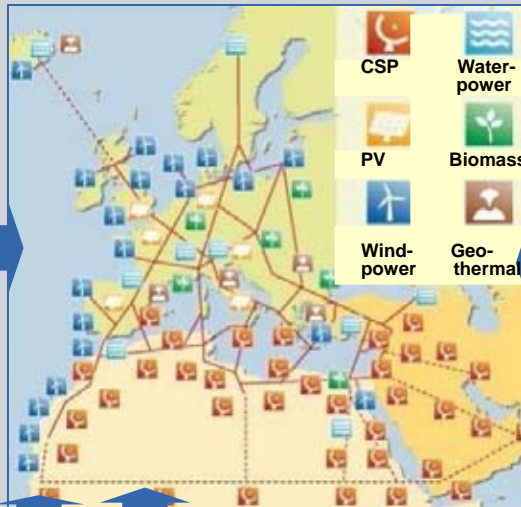 CSP
Water-
power
PV
Biomass
Wind-
power
Geo-
thermal